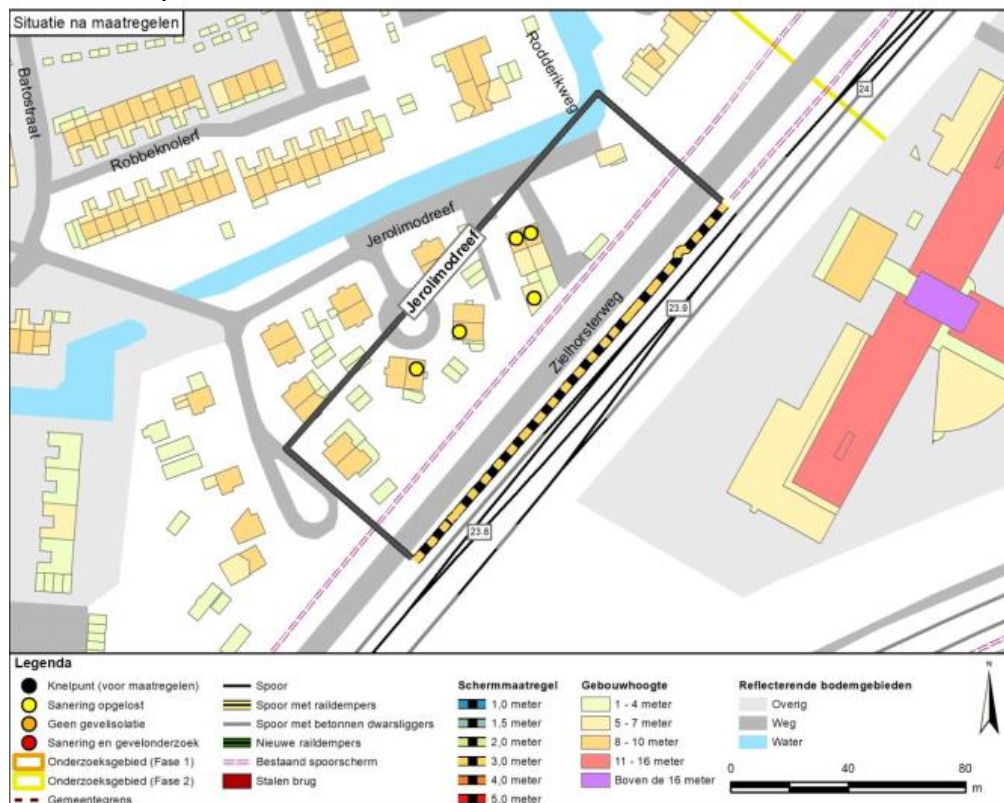 Situatie na maatregelen
Batostraat
Robbeknolerf
Rodderikweg
24
Jerolimodreef
Jerolimodreef
Zielhorsterweg
23.9
23.8
Legenda
Knelpunt (voor maatregelen)
Sanering opgelost
Geen gevelisolatie
Sanering en gevelonderzoek
Onderzoeksgebied (Fase 1)
Onderzoeksgebied (Fase 2)
Gemeentegrens
Spoor
Spoor met raildempers
Spoor met betonnen dwarsliggers
Nieuwe raildempers
Bestaand spoorscherm
Stalen brug
Schermmaatregel
1,0 meter
1,5 meter
2,0 meter
3,0 meter
4,0 meter
5,0 meter
Gebouwhoogte
1 - 4 meter
5 - 7 meter
8 - 10 meter
11 - 16 meter
Boven de 16 meter
Reflecterende bodemgebieden
Overig
Weg
Water
N
0 40 80
m